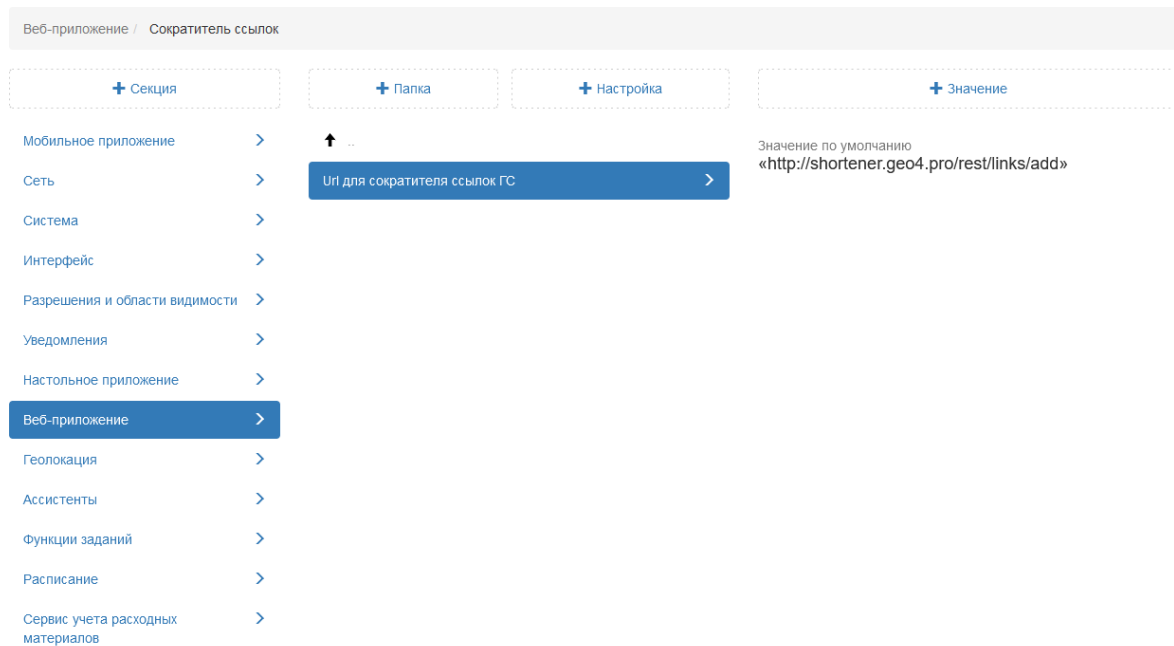 Веб-приложение / Сократитель ссылок
+ Секция
+ Папка
+ Настройка
+ Значение
Мобильное приложение
Сеть
Система
Интерфейс
Разрешения и области видимости
Уведомления
Настольное приложение
Веб-приложение
Геолокация
Ассистенты
Функции заданий
Расписание
Сервис учета расходных
материалов
..
Url для сократителя ссылок ГС
Значение по умолчанию
«http://shortener.geo4.pro/rest/links/add»